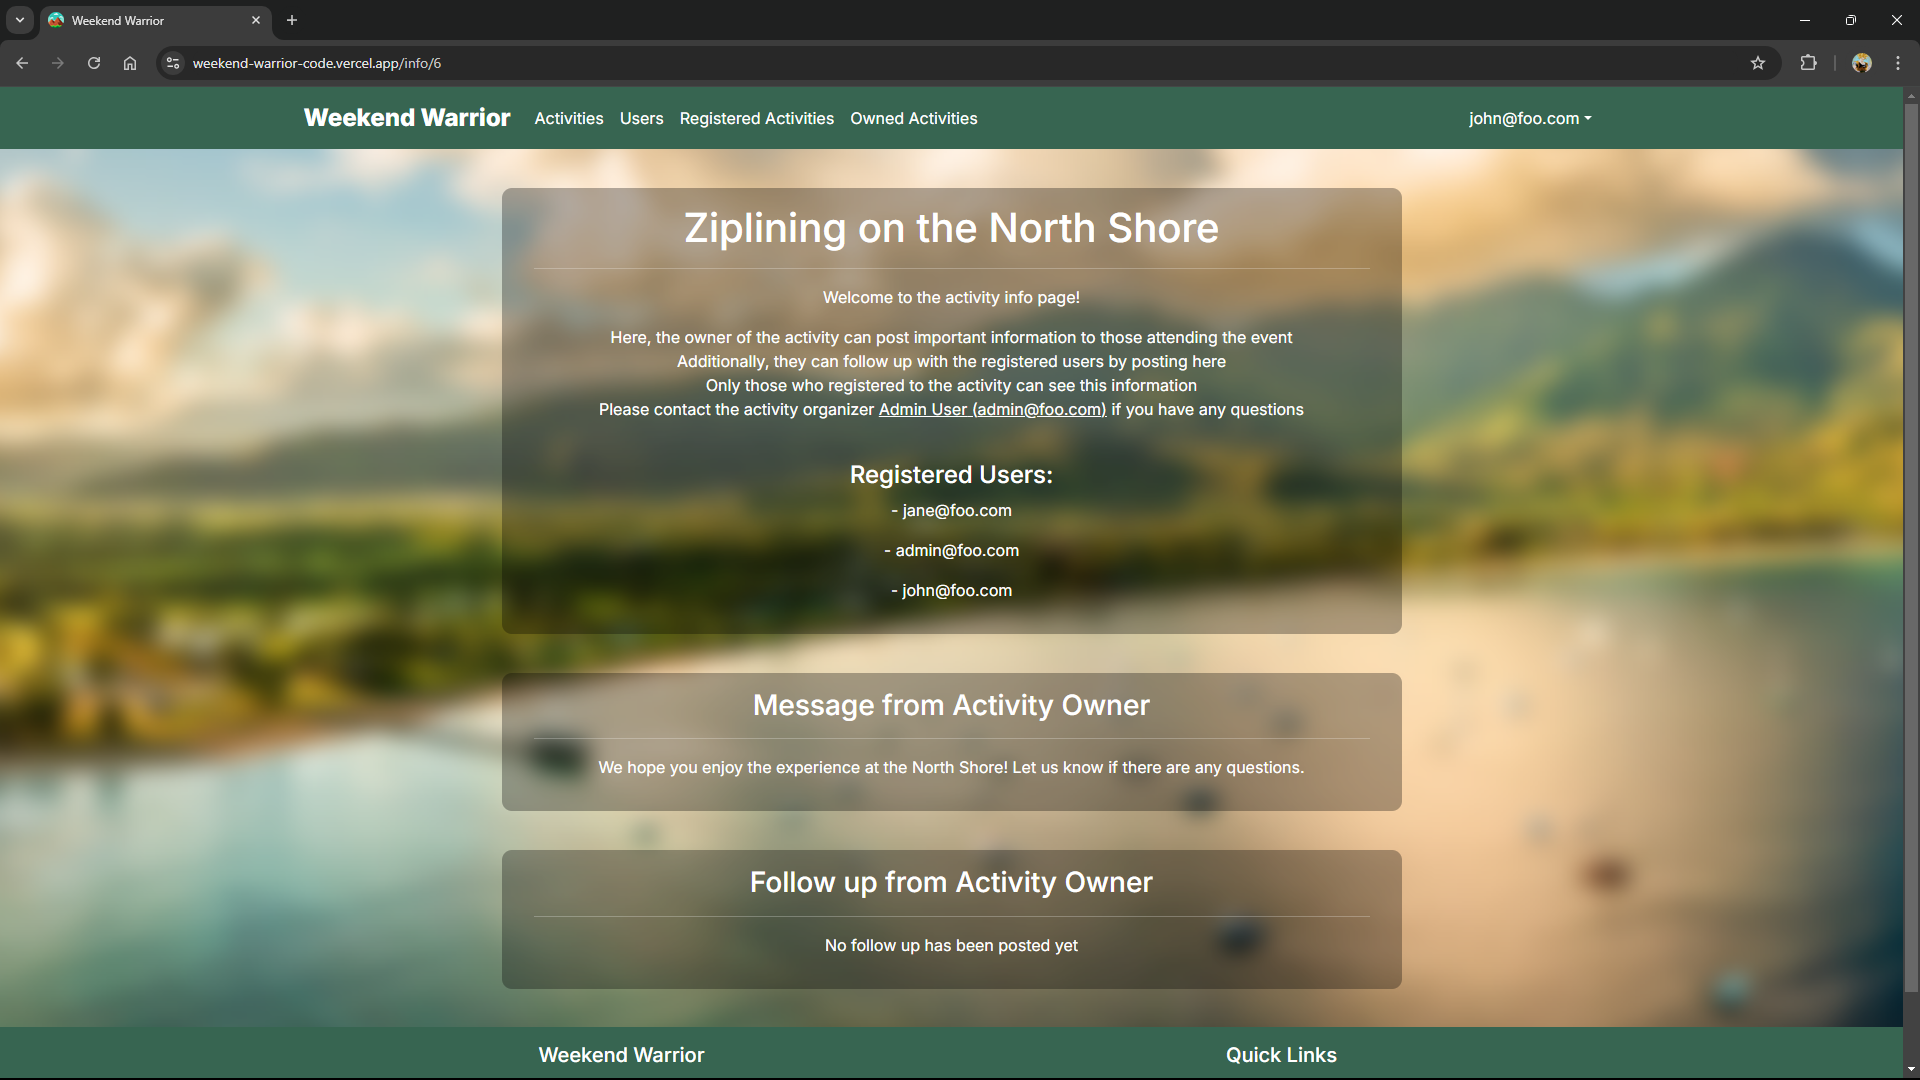 Weekend Warrior
weekend-warrior-code.vercel.app/info/6
Weekend Warrior Activities Users Registered Activities Owned Activities john@foo.com
Ziplining on the North Shore
Welcome to the activity info page!
Here, the owner of the activity can post important information to those attending the event
Additionally, they can follow up with the registered users by posting here
Only those who registered to the activity can see this information
Please contact the activity organizer Admin User (admin@foo.com) if you have any questions
Registered Users:
- jane@foo.com
- admin@foo.com
- john@foo.com
Message from Activity Owner
We hope you enjoy the experience at the North Shore! Let us know if there are any questions.
Follow up from Activity Owner
No follow up has been posted yet
Weekend Warrior Quick Links